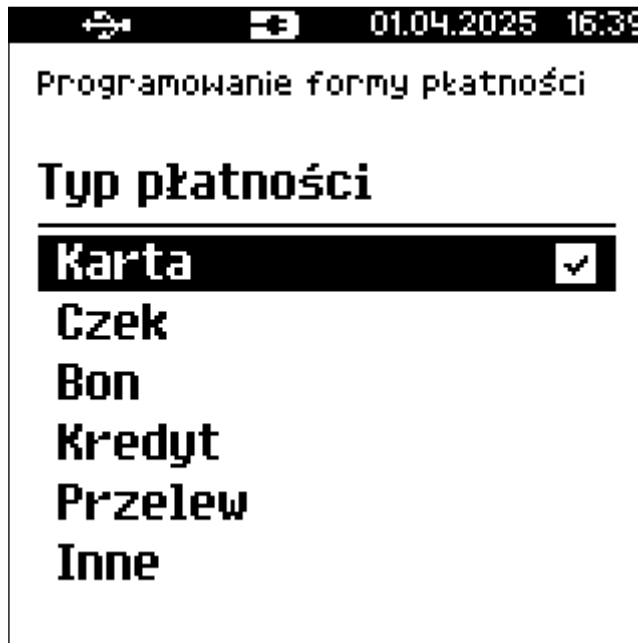 01.04.2025 16:39
Programowanie formy płatności
Typ płatności
Karta
Czek
Bon
Kredyt
Przelew
Inne